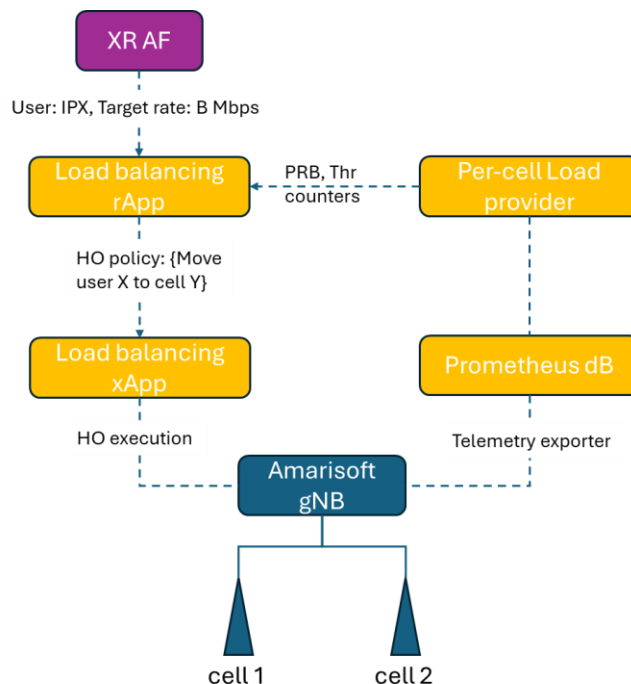 XR AF
User: IPX, Target rate: B Mbps
Load balancing
rApp
PRB, Thr
counters
Per-cell Load
provider
HO policy: {Move
user X to cell Y}
Load balancing
xApp
Prometheus dB
HO execution
Telemetry exporter
Amarisoft
gNB
cell 1
cell 2